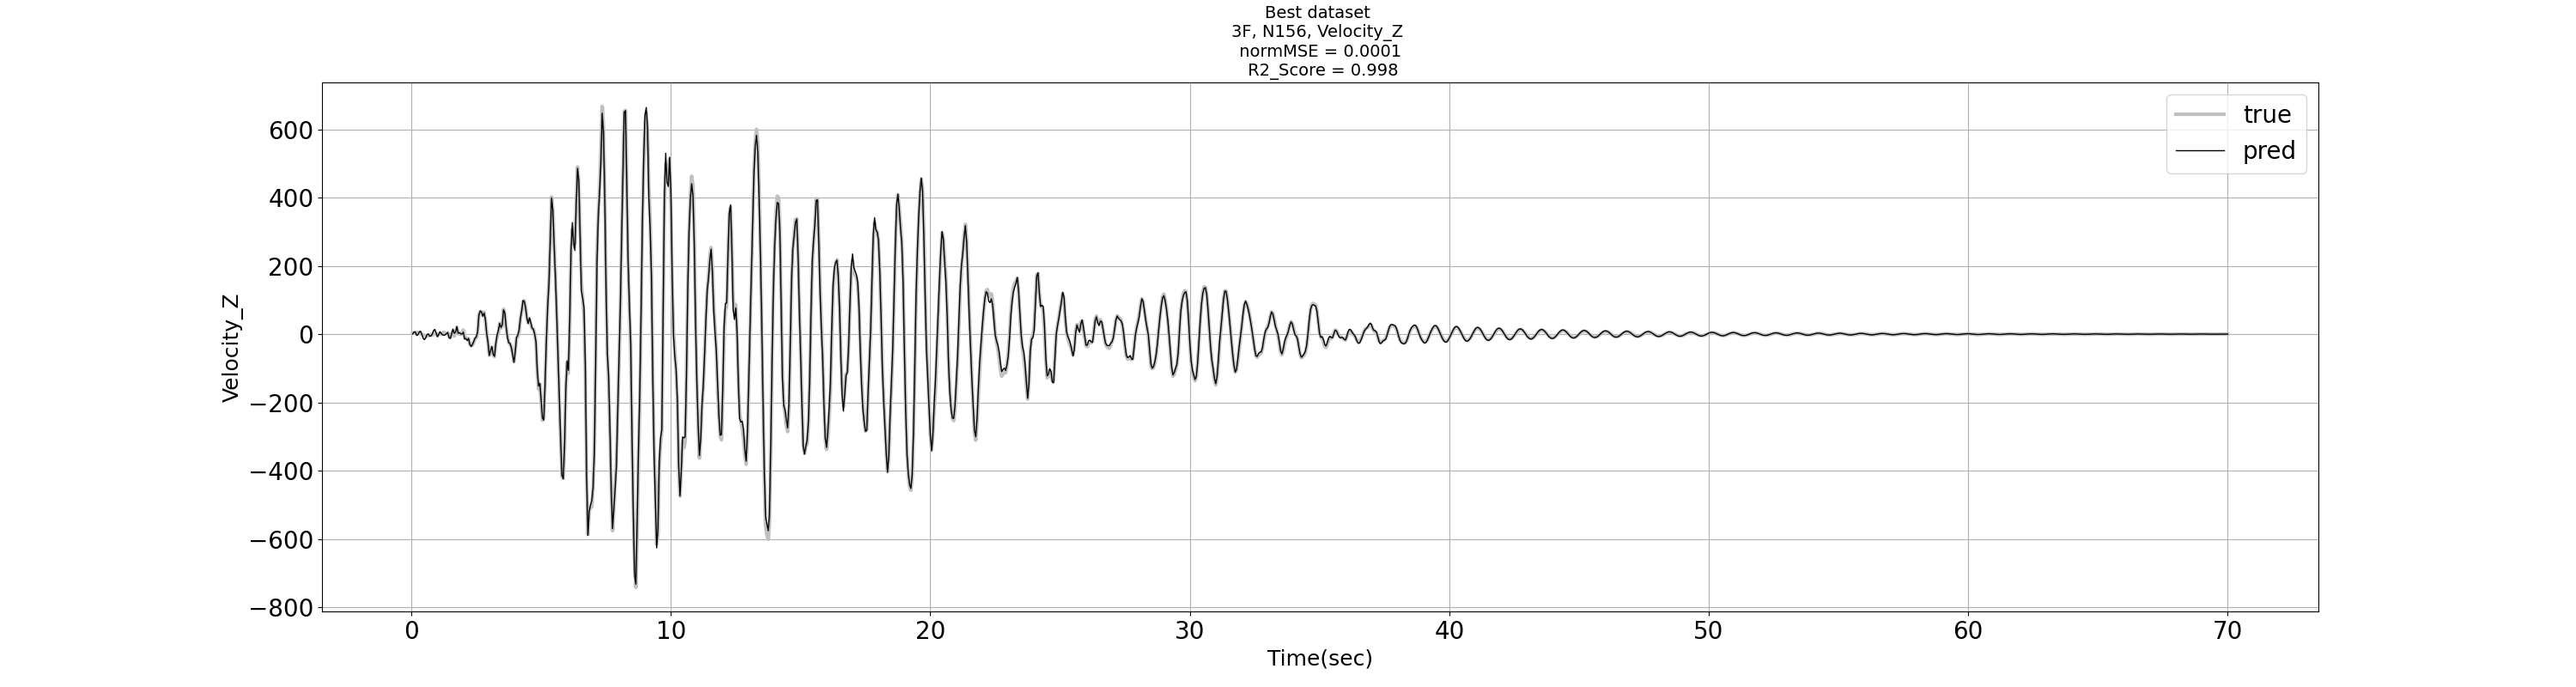 Best dataset
3F, N156, Velocity_Z
normMSE = 0.0001
R2_Score = 0.998
true
pred
600
400
200
0
−200
−400
−600
−800
Velocity_Z
0 10 20 30 40 50 60 70
Time(sec)